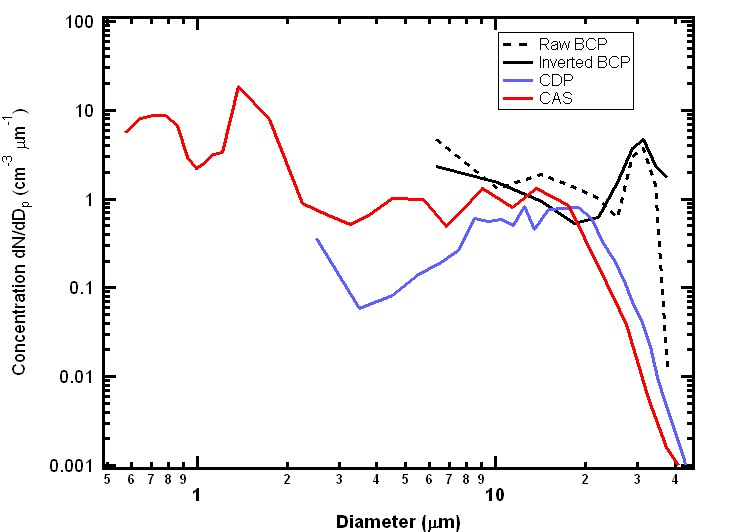 100
10
1
0.1
0.01
0.001
Concentration dN/dDp (cm-3 µm-1)
Raw BCP
Inverted BCP
CDP
CAS
5 6 7 8 9 2 3 4 5 6 7 8 9 2 3 4
1 10
Diameter (µm)